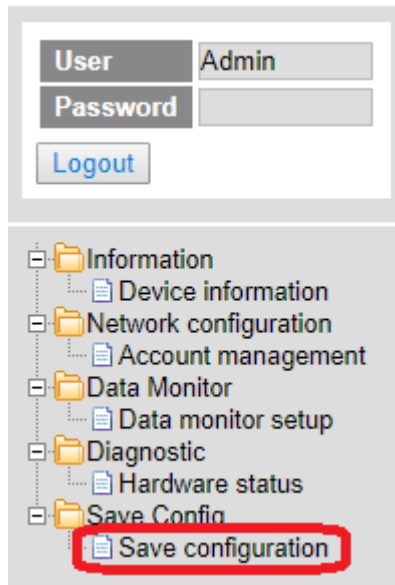 User Admin
Password
Logout
Information
Device information
Network configuration
Account management
Data Monitor
Data monitor setup
Diagnostic
Hardware status
Save Config
Save configuration